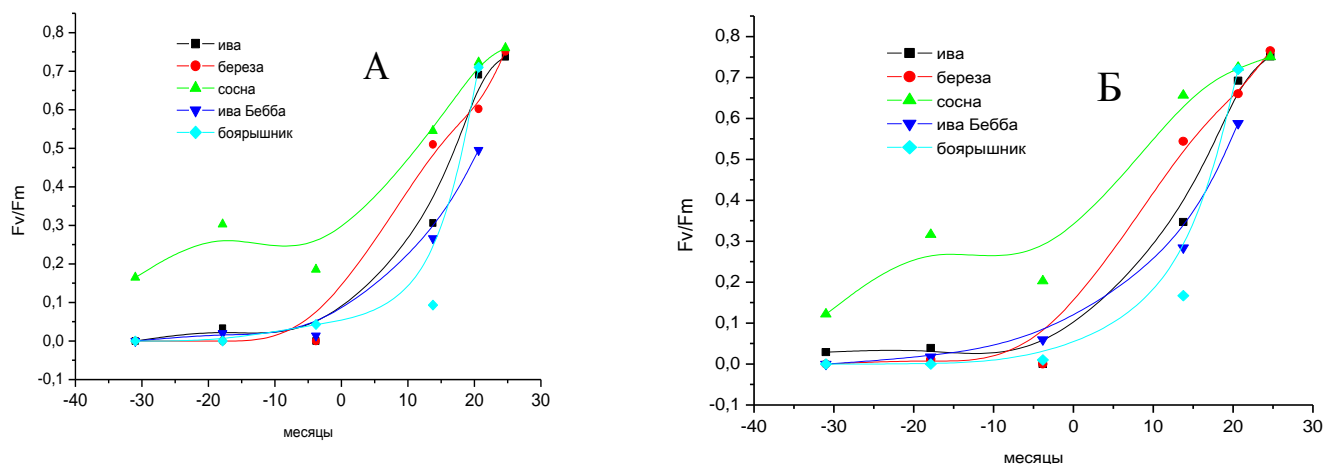 0,8
0,7
0,6
0,5
0,4
0,3
0,2
0,1
0,0
-0,1
Fv/Fm
ива
береза
сосна
ива Бебба
боярышник
А
-40 -30 -20 -10 0 10 20 30
месяцы
0,8
0,7
0,6
0,5
0,4
0,3
0,2
0,1
0,0
-0,1
Fv/Fm
ива
береза
сосна
ива Бебба
боярышник
Б
-40 -30 -20 -10 0 10 20 30
месяцы